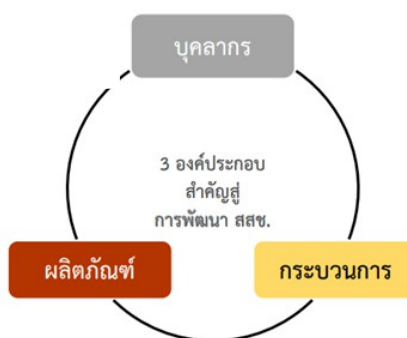 บุคลากร
3 องค์ประกอบ
สำคัญสู่
การพัฒนา สสช.
ผลิตภัณฑ์
กระบวนการ